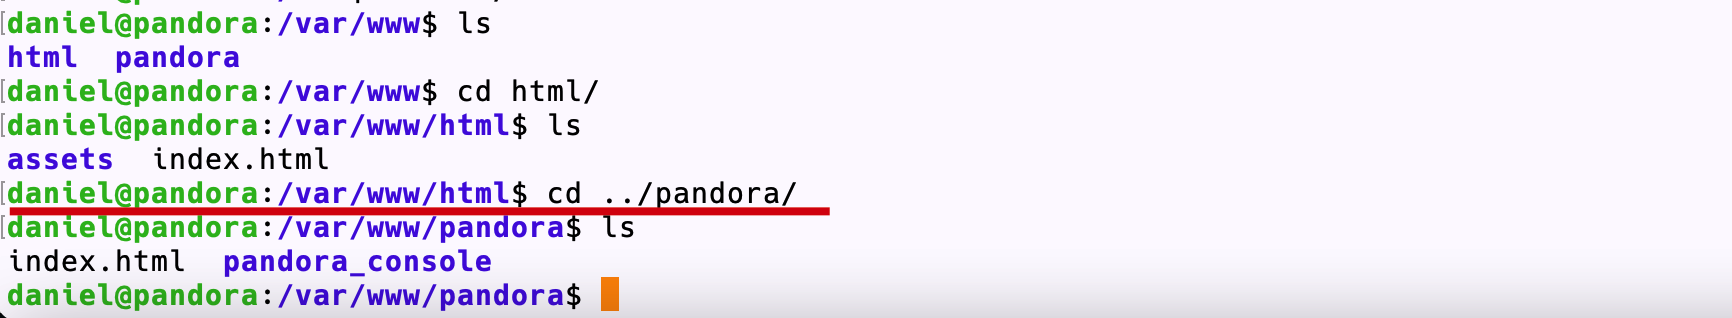 daniel@pandora:/var/www$ ls
html  pandora
daniel@pandora:/var/www$ cd html/
daniel@pandora:/var/www/html$ ls
assets  index.html
daniel@pandora:/var/www/html$ cd ../pandora/
daniel@pandora:/var/www/pandora$ ls
index.html  pandora_console
daniel@pandora:/var/www/pandora$